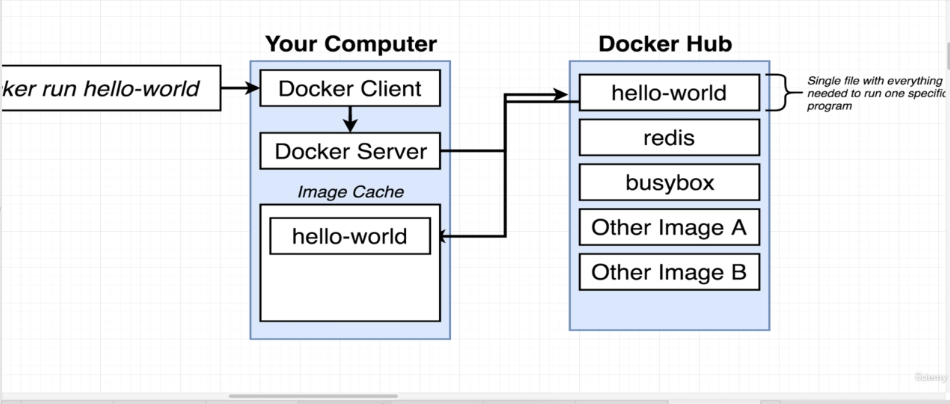 Your Computer
Docker Hub
ker run hello-world
Docker Client
Docker Server
Image Cache
hello-world
hello-world
redis
busybox
Other Image A
Other Image B
Single file with everything
needed to run one specific
program
ûdemy